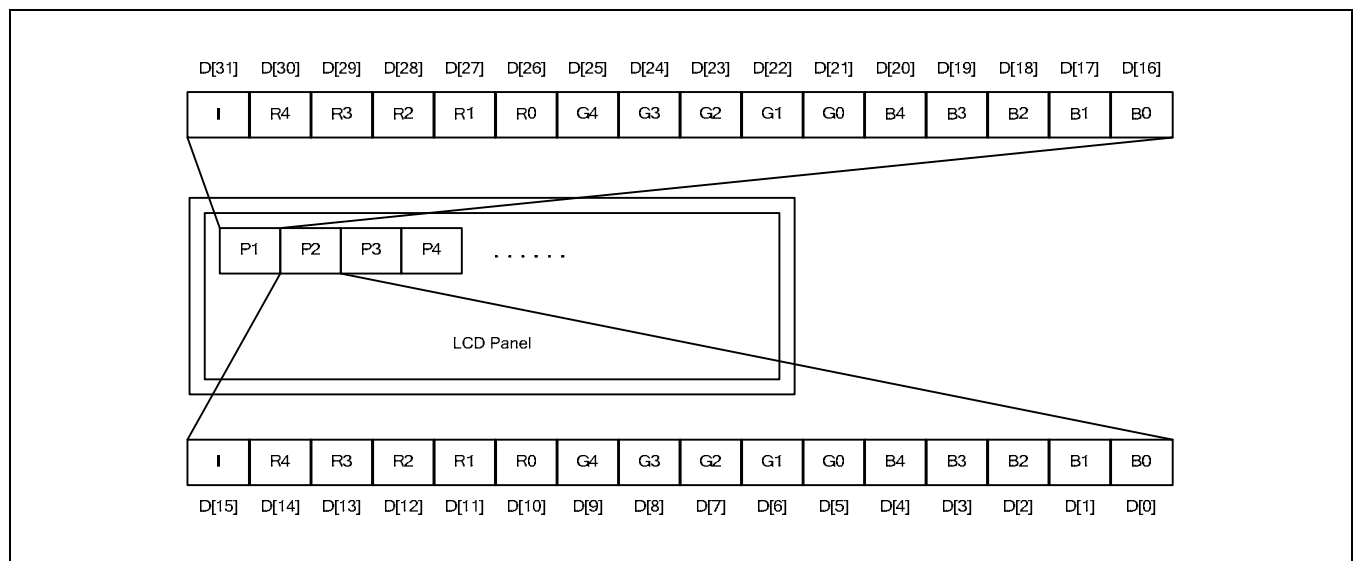 D[31] D[30] D[29] D[28] D[27] D[26] D[25] D[24] D[23] D[22] D[21] D[20] D[19] D[18] D[17] D[16]
I R4 R3 R2 R1 R0 G4 G3 G2 G1 G0 B4 B3 B2 B1 B0
P1 P2 P3 P4 . . . . . .
LCD Panel
I R4 R3 R2 R1 R0 G4 G3 G2 G1 G0 B4 B3 B2 B1 B0
D[15] D[14] D[13] D[12] D[11] D[10] D[9] D[8] D[7] D[6] D[5] D[4] D[3] D[2] D[1] D[0]